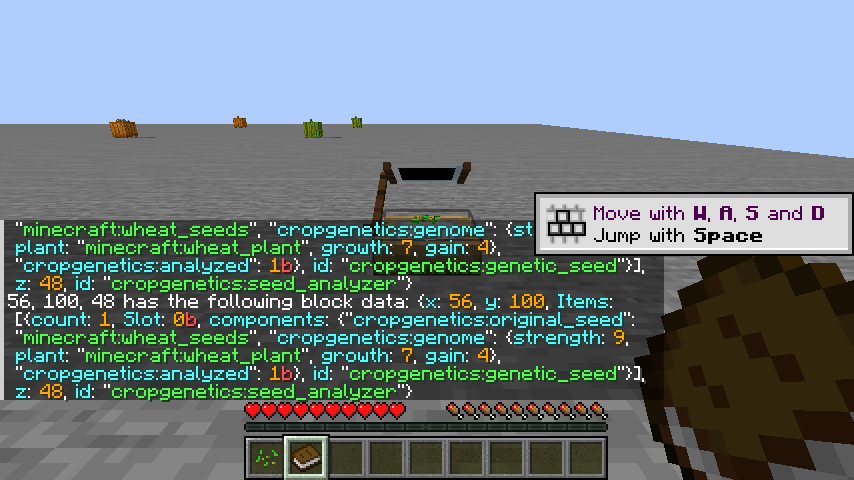 "minecraft:wheat_seeds", "cropgenetics:genome": {st
plant: "minecraft:wheat_plant", growth: 7, gain: 4},
"cropgenetics:analyzed": 1b}, id: "cropgenetics:genetic_seed"}],
z: 48, id: "cropgenetics:seed_analyzer"}
56, 100, 48 has the following block data: {x: 56, y: 100, Items:
[{count: 1, Slot: 0b, components: {"cropgenetics:original_seed":
"minecraft:wheat_seeds", "cropgenetics:genome": {strength: 9,
plant: "minecraft:wheat_plant", growth: 7, gain: 4},
"cropgenetics:analyzed": 1b}, id: "cropgenetics:genetic_seed"}],
z: 48, id: "cropgenetics:seed_analyzer"}
Move with W, A, S and D
Jump with Space